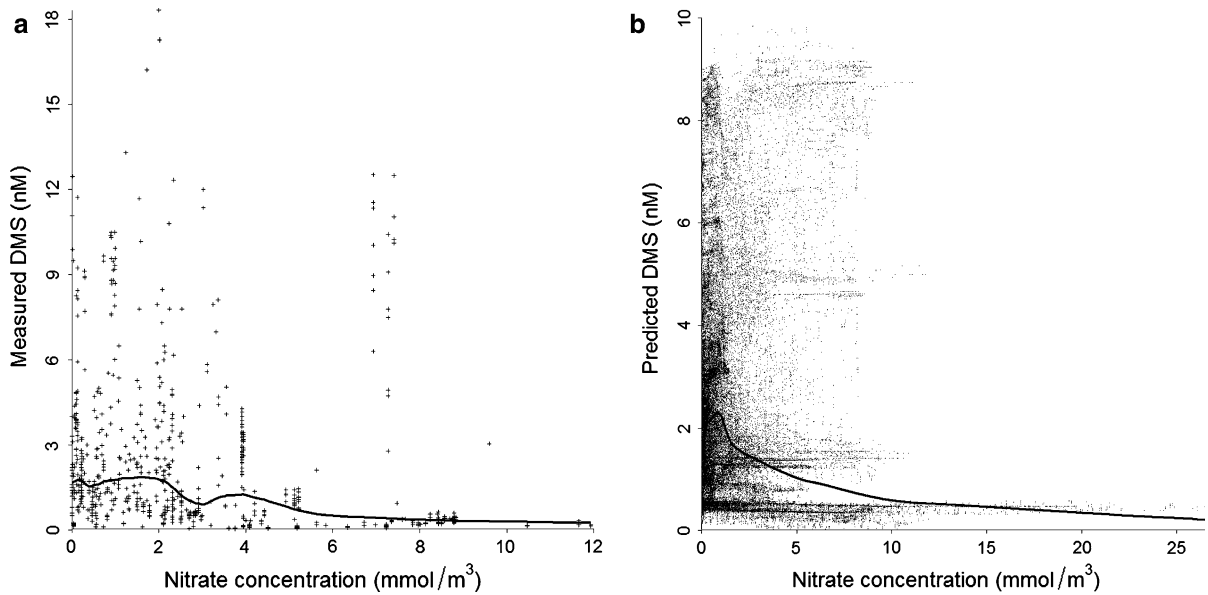 a
18
15
12
9
6
3
0
Measured DMS (nM)
0 2 4 6 8 10 12
Nitrate concentration (mmol/m³)
b
10
8
6
4
2
0
Predicted DMS (nM)
0 5 10 15 20 25
Nitrate concentration (mmol/m³)